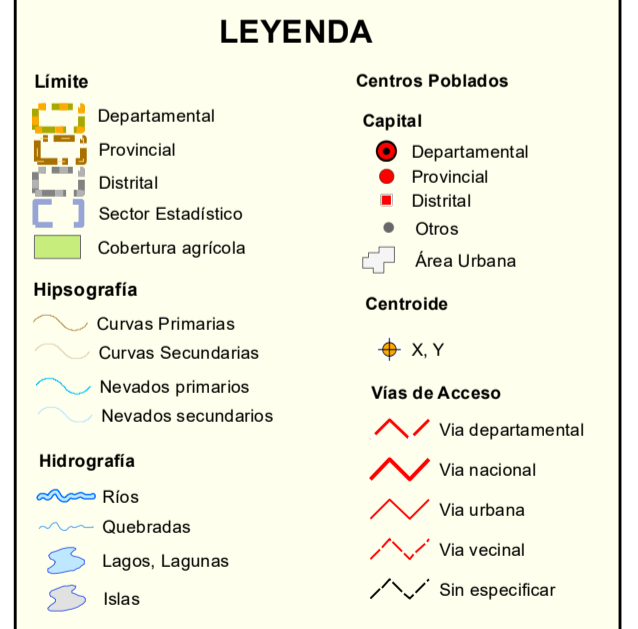 LEYENDA
Límite
Departamental
Provincial
Distrital
Sector Estadístico
Cobertura agrícola
Hipsografía
Curvas Primarias
Curvas Secundarias
Nevados primarios
Nevados secundarios
Hidrografía
Ríos
Quebradas
Lagos, Lagunas
Islas
Centros Poblados
Capital
Departamental
Provincial
Distrital
Otros
Área Urbana
Centroide
X, Y
Vías de Acceso
Via departamental
Via nacional
Via urbana
Via vecinal
Sin especificar